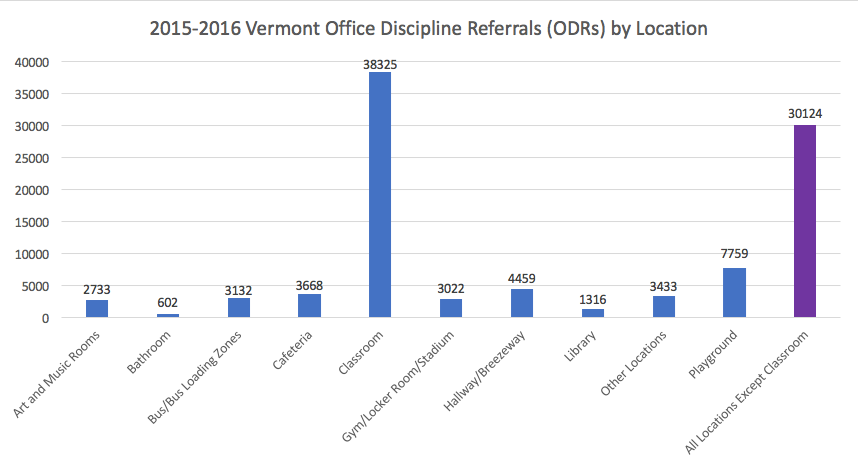 2015-2016 Vermont Office Discipline Referrals (ODRs) by Location
40000
35000
30000
25000
20000
15000
10000
5000
0
2733
602
3132
3668
38325
3022
4459
1316
3433
7759
30124
Art and Music Rooms
Bathroom
Bus/Bus Loading Zones
Cafeteria
Classroom
Gym/Locker Room/Stadium
Hallway/Breezeway
Library
Other Locations
Playground
All Locations Except Classroom